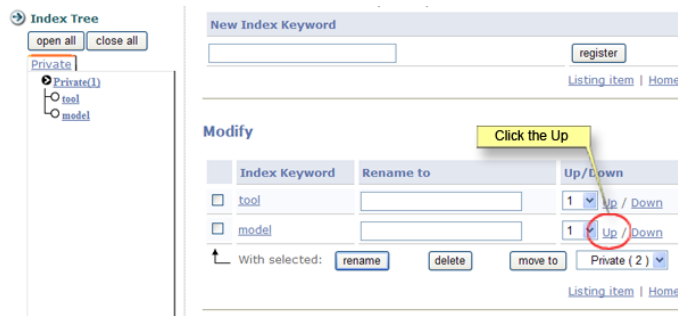 Index Tree
open all close all
Private
Private(1)
tool
model
New Index Keyword
register
Listing item | Home
Modify
Click the Up
Index Keyword Rename to Up/Down
tool 1 Up / Down
model 1 Up / Down
With selected: rename delete move to Private ( 2 )
Listing item | Home